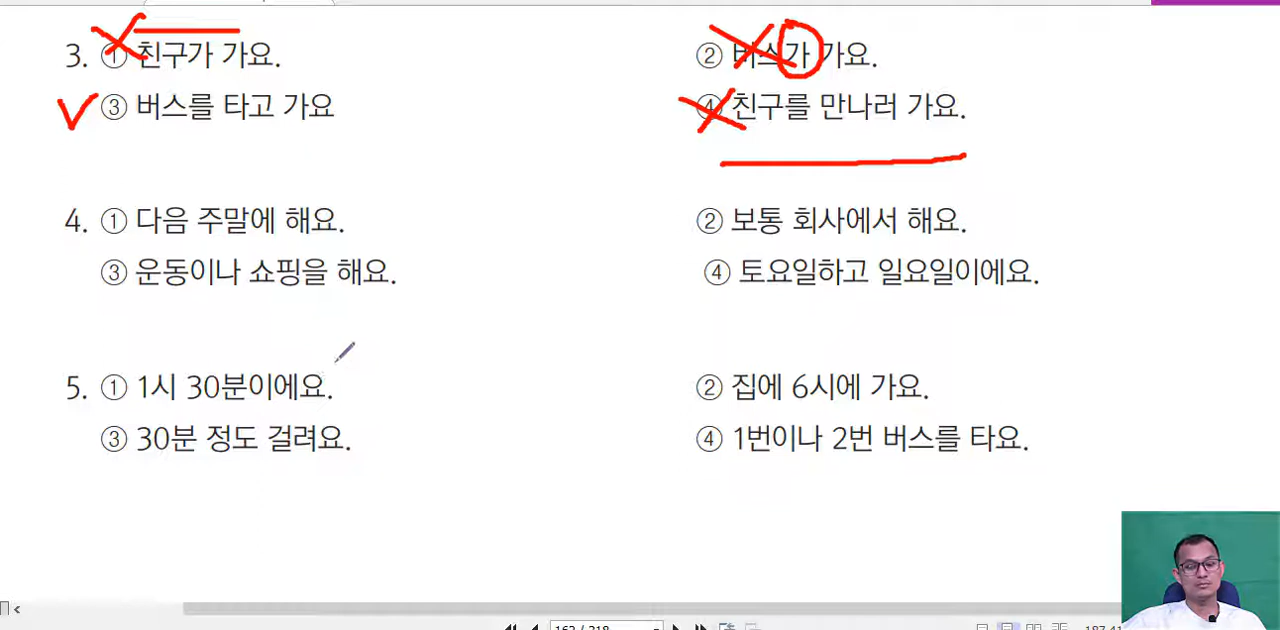 3. ① 친구가 가요. ② 버스가 가요.
③ 버스를 타고 가요 ④ 친구를 만나러 가요.
4. ① 다음 주말에 해요. ② 보통 회사에서 해요.
③ 운동이나 쇼핑을 해요. ④ 토요일하고 일요일이에요.
5. ① 1시 30분이에요. ② 집에 6시에 가요.
③ 30분 정도 걸려요. ④ 1번이나 2번 버스를 타요.